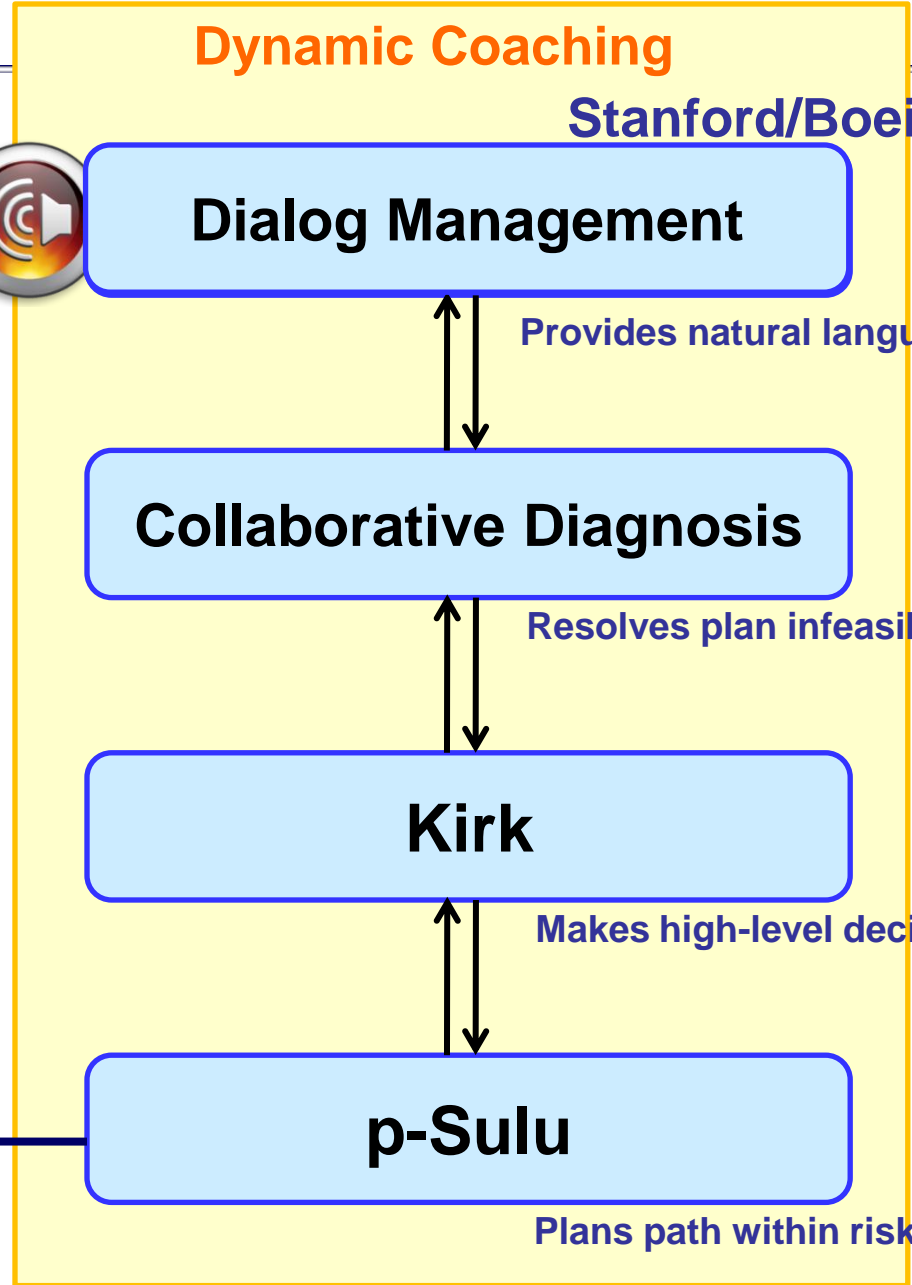 Dynamic Coaching
Stanford/Boei
Dialog Management
Provides natural langu
Collaborative Diagnosis
Resolves plan infeasi
Kirk
Makes high-level deci
p-Sulu
Plans path within risk